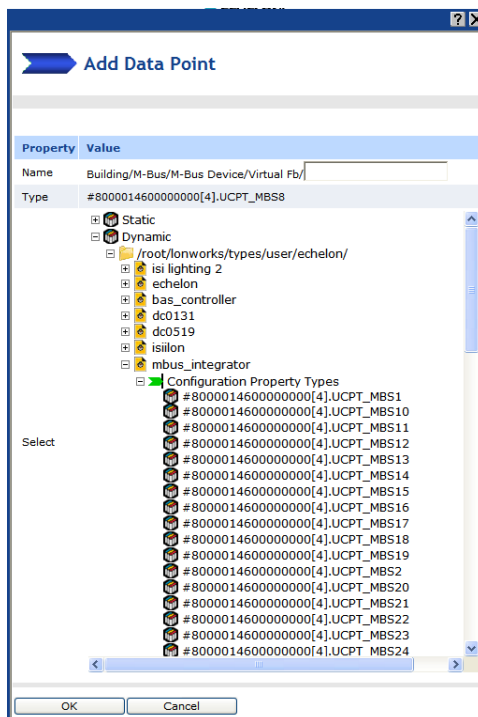 Add Data Point
Property Value
Name Building/M-Bus/M-Bus Device/Virtual Fb/
Type #8000014600000000[4].UCPT_MBS8
Static
Dynamic
/root/lonworks/types/user/echelon/
isi lighting 2
echelon
bas_controller
dc0131
dc0519
isiilon
mbus_integrator
Configuration Property Types
#8000014600000000[4].UCPT_MBS1
#8000014600000000[4].UCPT_MBS10
#8000014600000000[4].UCPT_MBS11
#8000014600000000[4].UCPT_MBS12
Select
#8000014600000000[4].UCPT_MBS13
#8000014600000000[4].UCPT_MBS14
#8000014600000000[4].UCPT_MBS15
#8000014600000000[4].UCPT_MBS16
#8000014600000000[4].UCPT_MBS17
#8000014600000000[4].UCPT_MBS18
#8000014600000000[4].UCPT_MBS19
#8000014600000000[4].UCPT_MBS2
#8000014600000000[4].UCPT_MBS20
#8000014600000000[4].UCPT_MBS21
#8000014600000000[4].UCPT_MBS22
#8000014600000000[4].UCPT_MBS23
#8000014600000000[4].UCPT_MBS24
OK Cancel